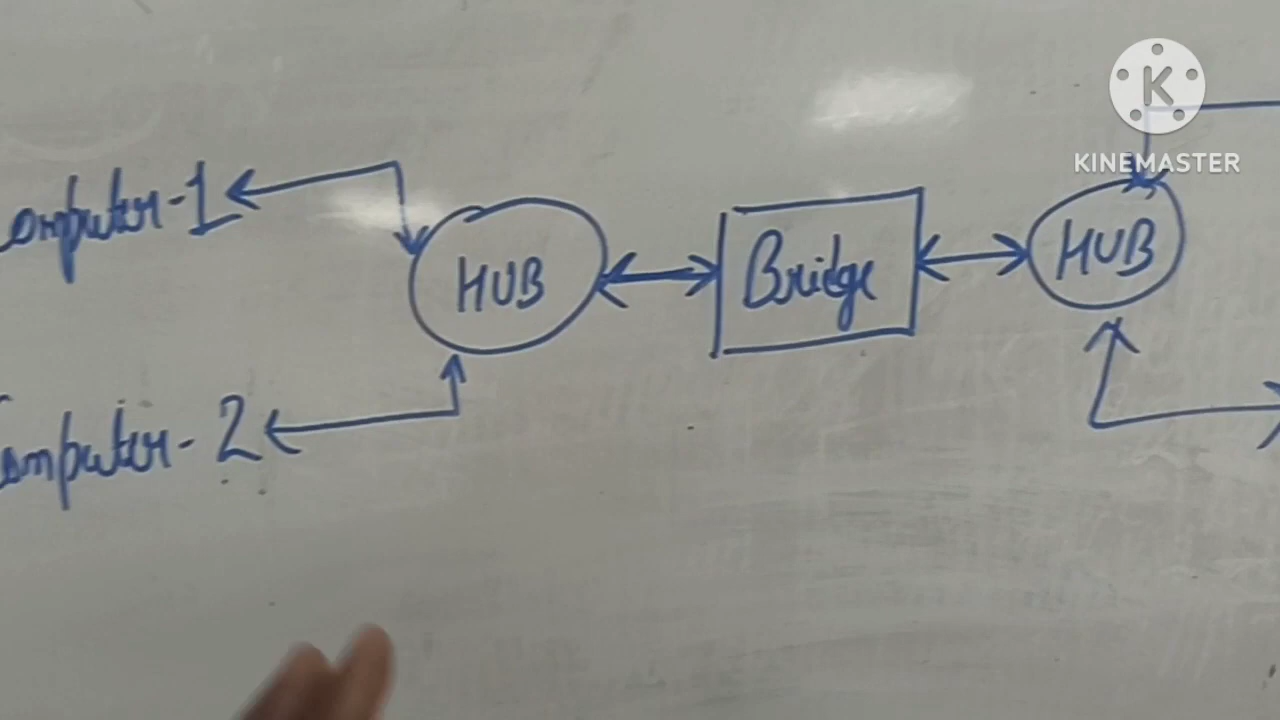 K
KINEMASTER
omputer-1
HUB
Bridge
HUB
omputer-2